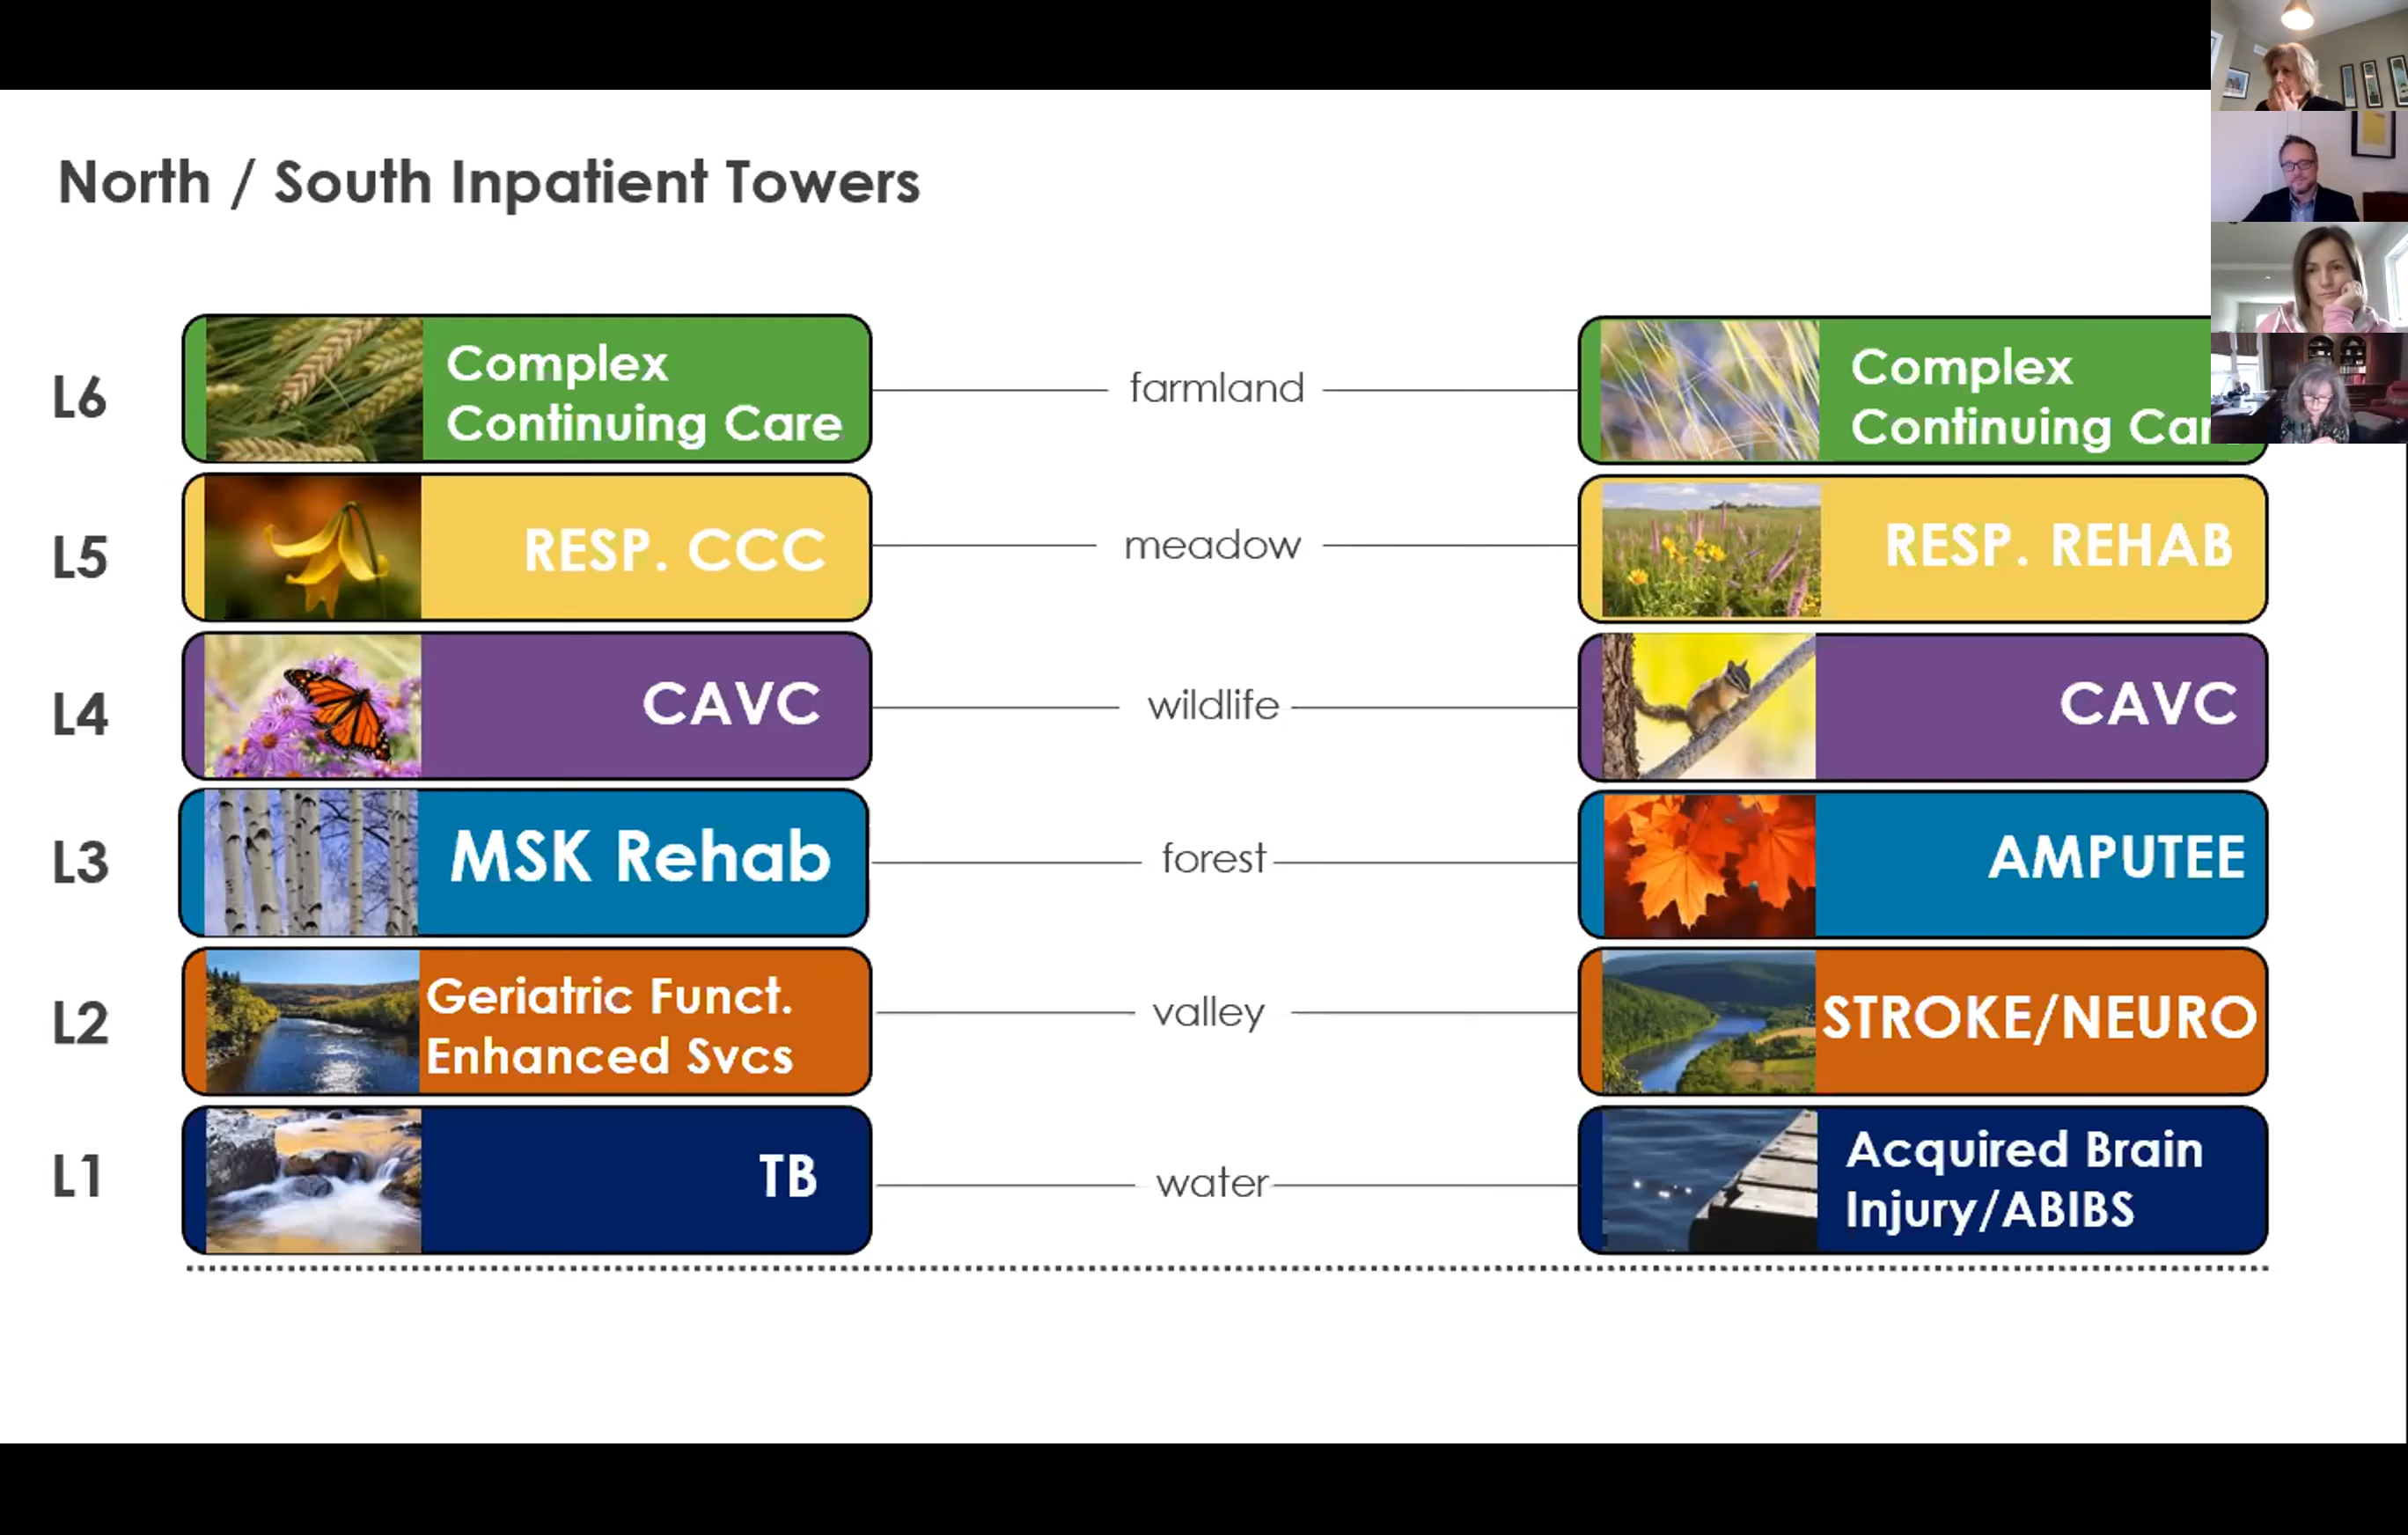 North / South Inpatient Towers
L6
Complex
Continuing Care
farmland
Complex
Continuing Car
L5
RESP. CCC
meadow
RESP. REHAB
L4
CAVC
wildlife
CAVC
L3
MSK Rehab
forest
AMPUTEE
L2
Geriatric Funct.
Enhanced Svcs
valley
STROKE/NEURO
L1
TB
water
Acquired Brain
Injury/ABIBS